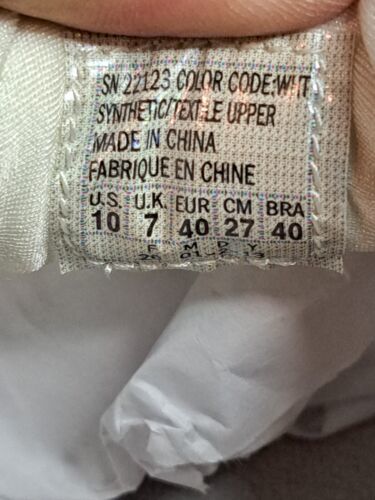 SN 22123 COLOR CODE:WHT
SYNTHETIC/TEXTILE UPPER
MADE IN CHINA
FABRIQUE EN CHINE
U.S. U.K. EUR CM BRA
10 7 40 27 40